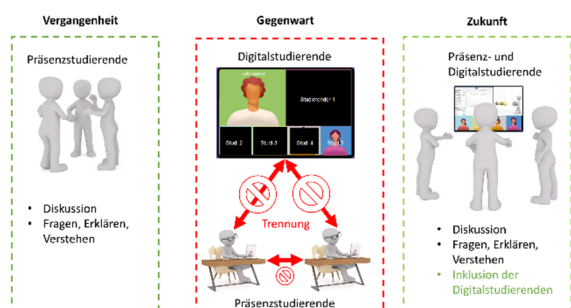 Vergangenheit
Präsenzstudierende
• Diskussion
• Fragen, Erklären,
Verstehen
Gegenwart
Digitalstudierende
Studierender 1
Stud. 2
Stud. 3
Stud. 4
Stud. 5
Trennung
Präsenzstudierende
Zukunft
Präsenz- und
Digitalstudierende
• Diskussion
• Fragen, Erklären,
Verstehen
• Inklusion der
Digitalstudierenden